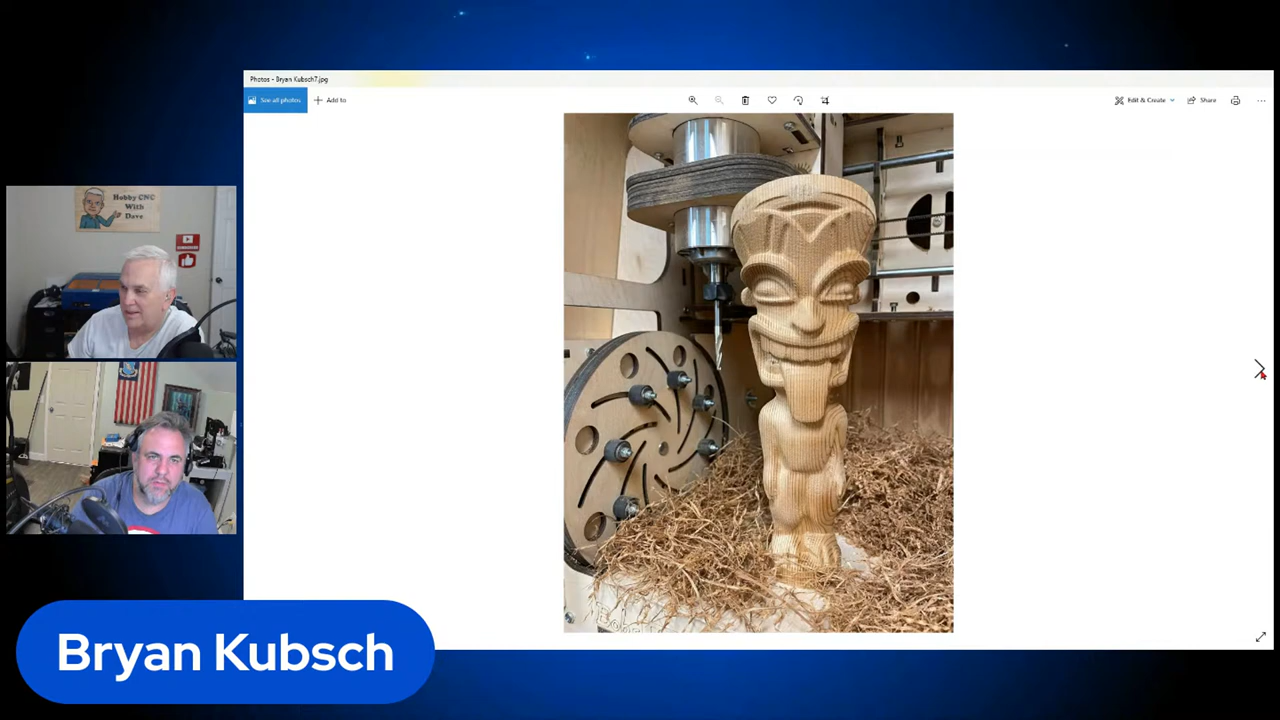 Photos - Bryan Kubsch7.jpg
See all photos
Add to
Edit & Create
Share
Hobby CNC
With
Dave
Bryan Kubsch